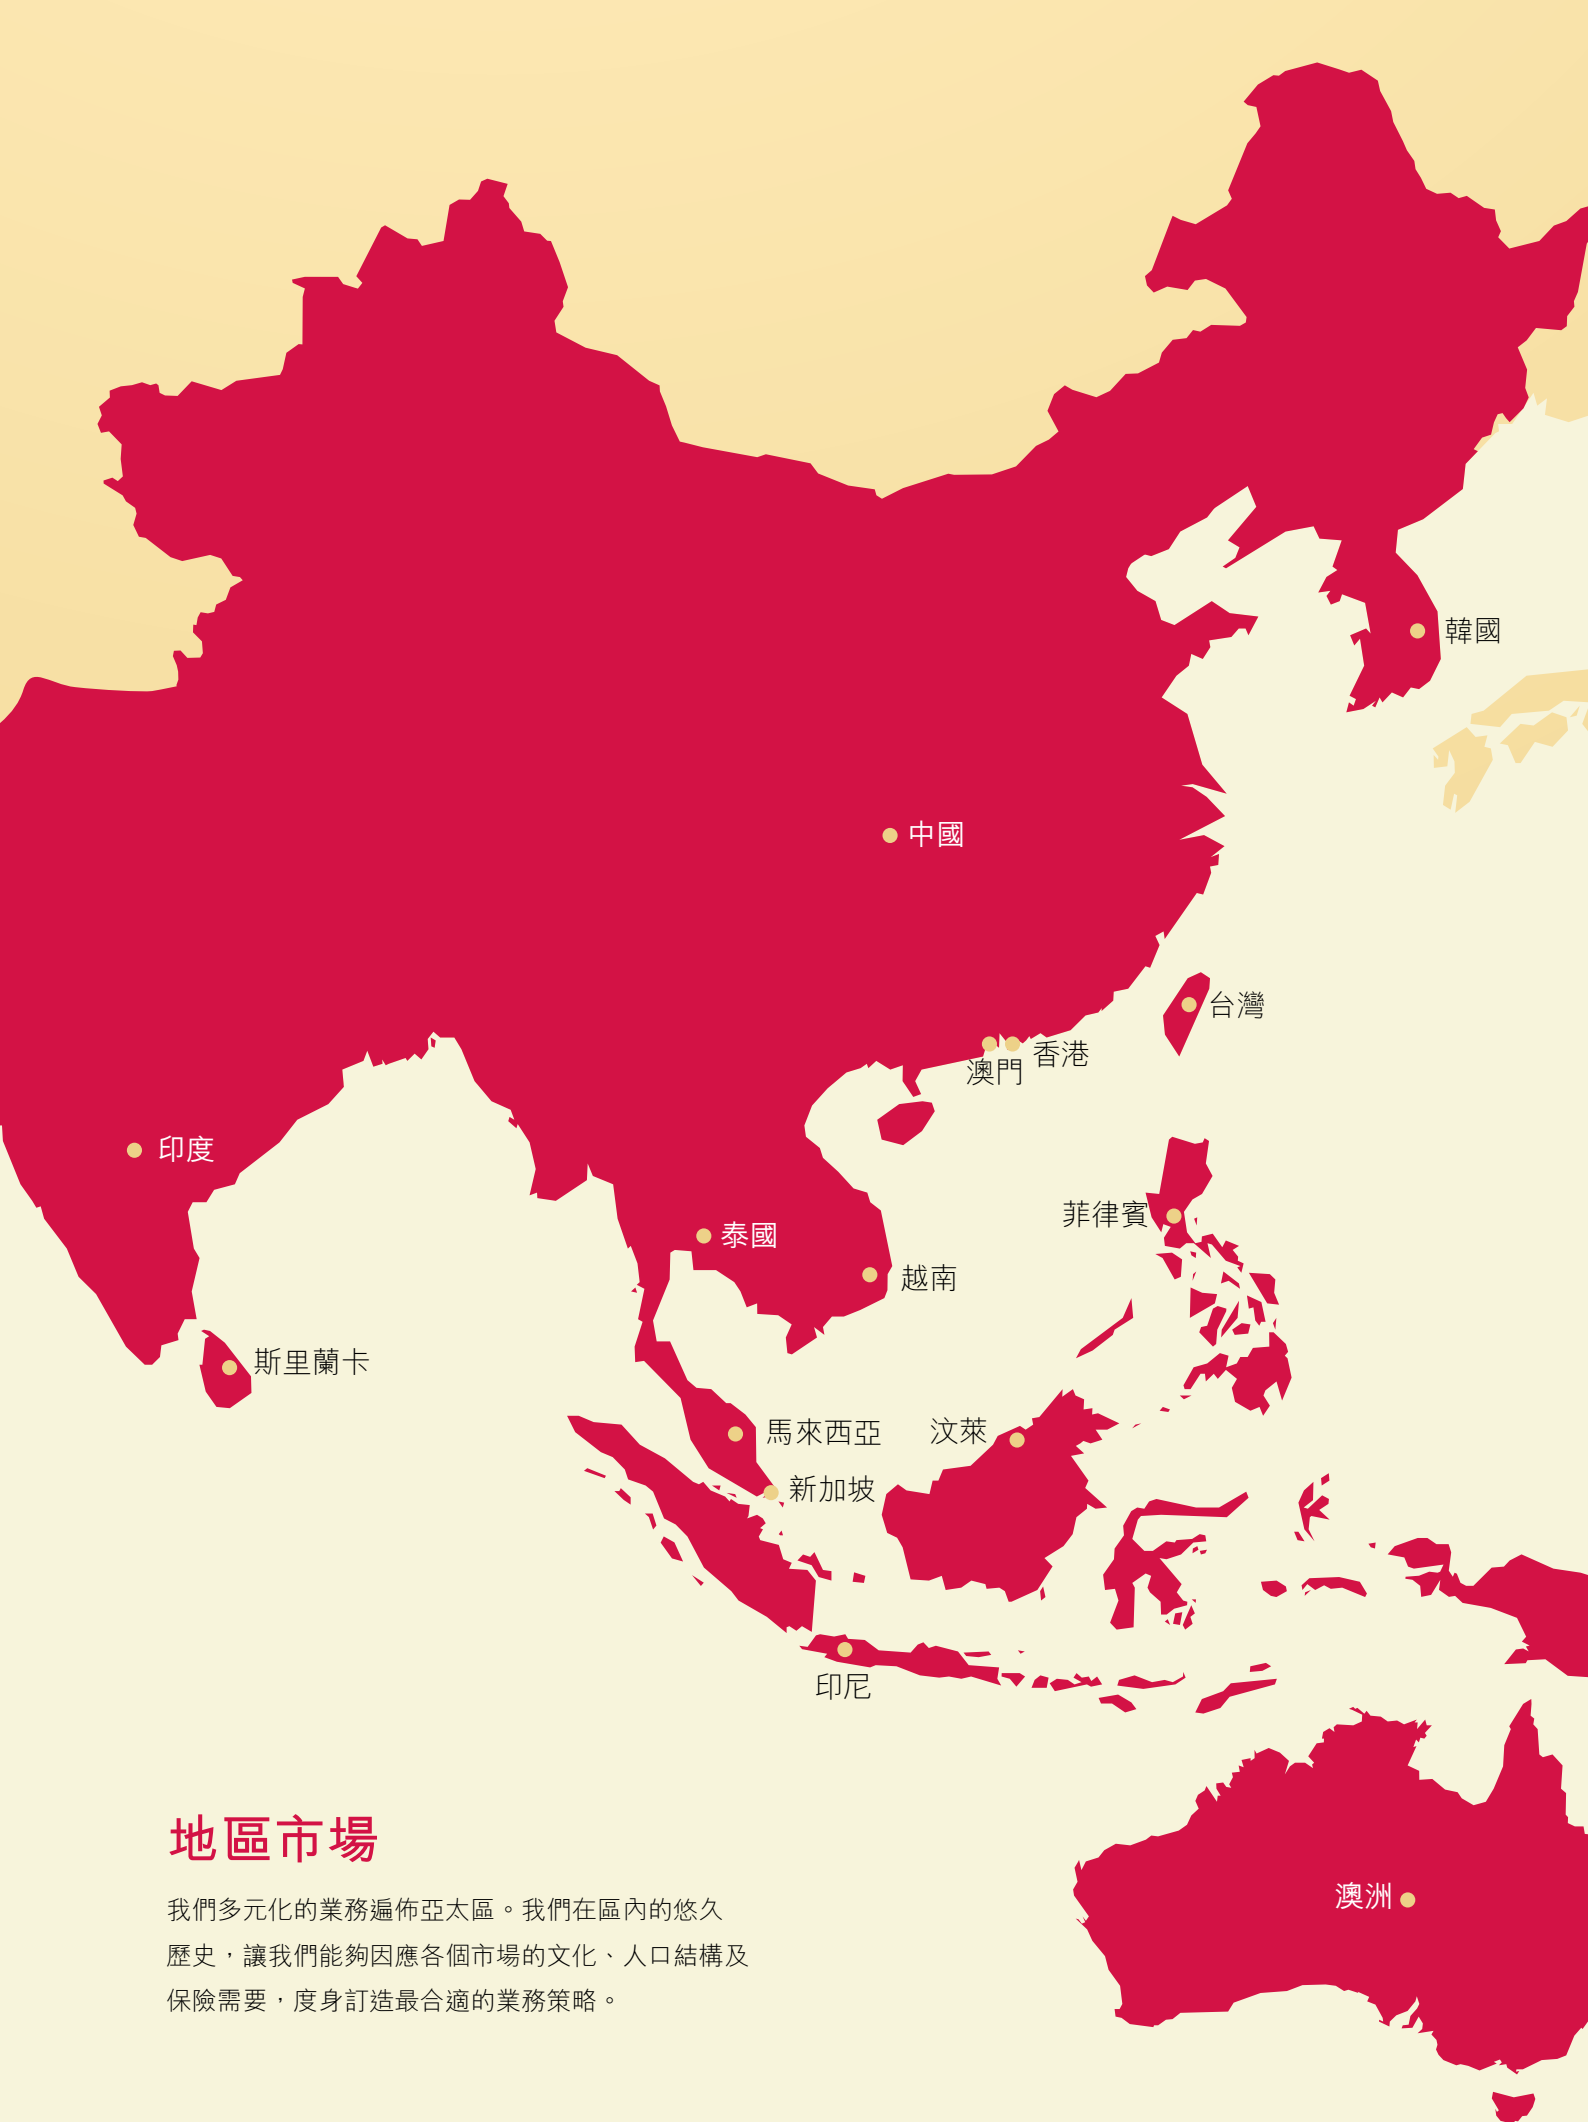 韓國
中國
台灣
香港
澳門
印度
菲律賓
泰國
越南
斯里蘭卡
馬來西亞
汶萊
新加坡
印尼
地區市場
澳洲
我們多元化的業務遍佈亞太區。我們在區內的悠久
歷史，讓我們能夠因應各個市場的文化、人口結構及
保險需要，度身訂造最合適的業務策略。